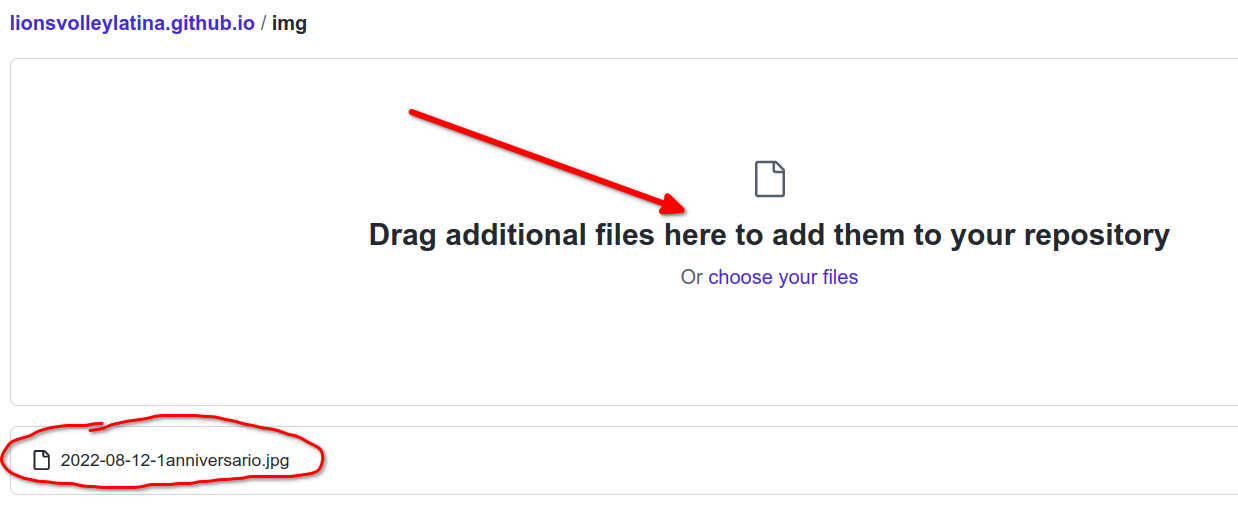 lionsvolleylatina.github.io / img
Drag additional files here to add them to your repository
Or choose your files
2022-08-12-1anniversario.jpg